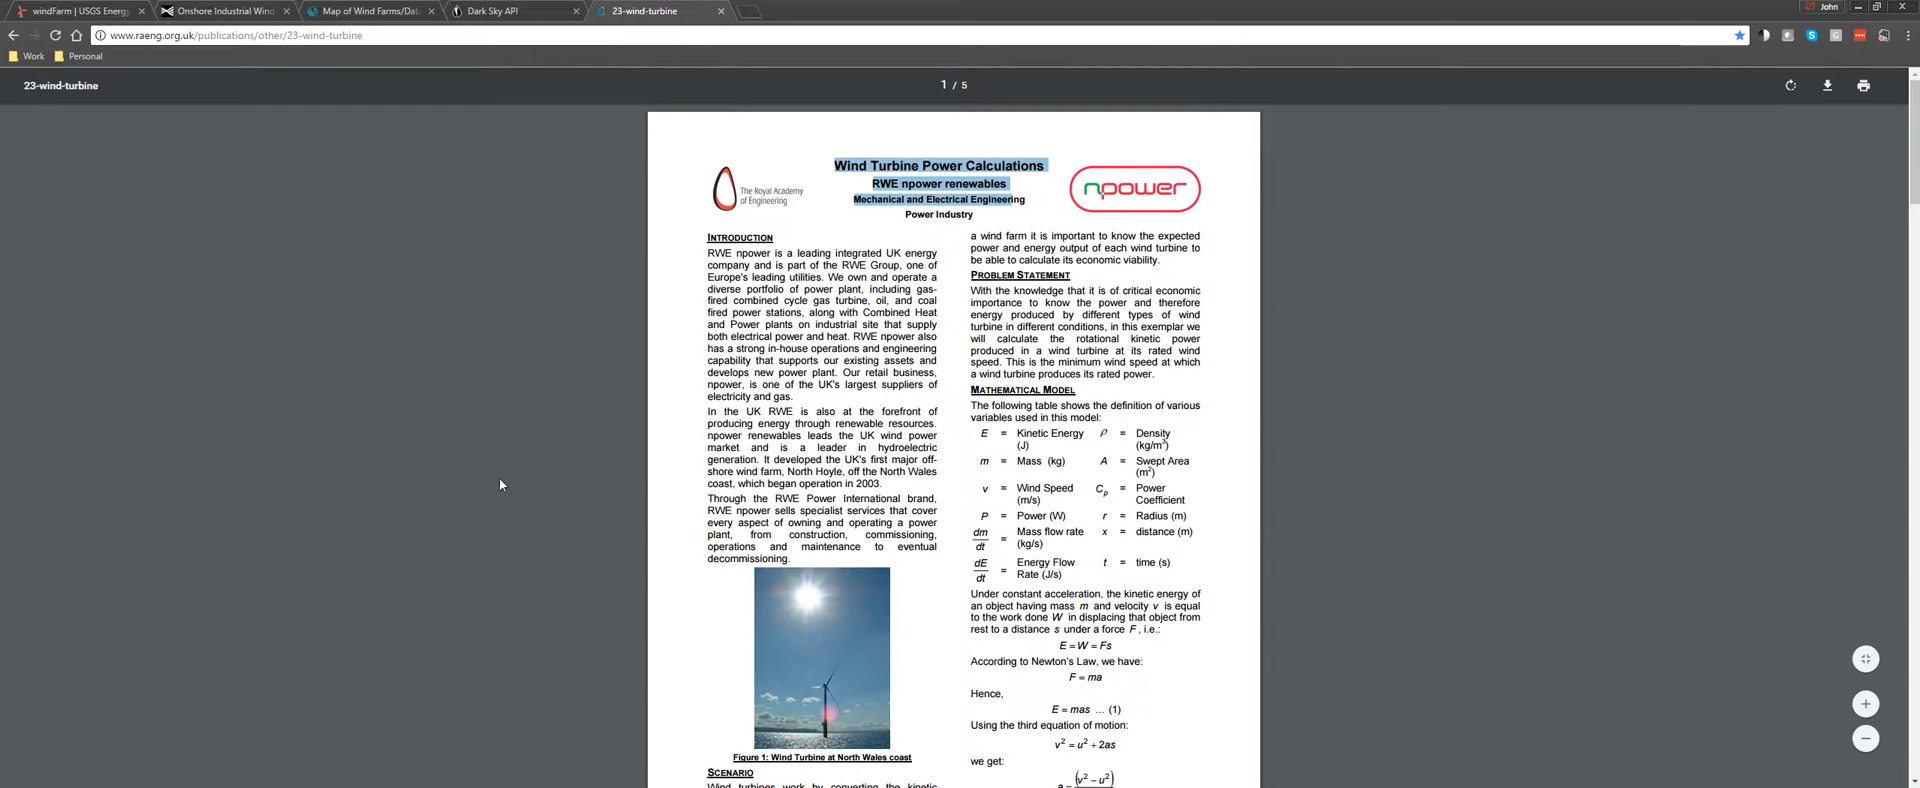 windFarm | USGS Energy
Onshore Industrial Wind
Map of Wind Farms/Dat
Dark Sky API
23-wind-turbine
John
www.raeng.org.uk/publications/other/23-wind-turbine
Work
Personal
23-wind-turbine
1 / 5
The Royal Academy
of Engineering
Wind Turbine Power Calculations
RWE npower renewables
Mechanical and Electrical Engineering
Power Industry
npower
INTRODUCTION
RWE npower is a leading integrated UK energy
company and is part of the RWE Group, one of
Europe's leading utilities. We own and operate a
diverse portfolio of power plant, including gas-
fired combined cycle gas turbine, oil, and coal
fired power stations, along with Combined Heat
and Power plants on industrial site that supply
both electrical power and heat. RWE npower also
has a strong in-house operations and engineering
capability that supports our existing assets and
develops new power plant. Our retail business,
npower, is one of the UK's largest suppliers of
electricity and gas.
In the UK RWE is also at the forefront of
producing energy through renewable resources.
npower renewables leads the UK wind power
market and is a leader in hydroelectric
generation. It developed the UK's first major off-
shore wind farm, North Hoyle, off the North Wales
coast, which began operation in 2003.
Through the RWE Power International brand,
RWE npower sells specialist services that cover
every aspect of owning and operating a power
plant, from construction, commissioning,
operations and maintenance to eventual
decommissioning.
Figure 1: Wind Turbine at North Wales coast
SCENARIO
Wind turbines work by converting the kinetic
a wind farm it is important to know the expected
power and energy output of each wind turbine to
be able to calculate its economic viability.
PROBLEM STATEMENT
With the knowledge that it is of critical economic
importance to know the power and therefore
energy produced by different types of wind
turbine in different conditions, in this exemplar we
will calculate the rotational kinetic power
produced in a wind turbine at its rated wind
speed. This is the minimum wind speed at which
a wind turbine produces its rated power.
MATHEMATICAL MODEL
The following table shows the definition of various
variables used in this model:
E = Kinetic Energy (J) ρ = Density (kg/m³)
m = Mass (kg) A = Swept Area (m²)
v = Wind Speed (m/s) Cp = Power Coefficient
P = Power (W) r = Radius (m)
dm/dt = Mass flow rate (kg/s) x = distance (m)
dE/dt = Energy Flow Rate (J/s) t = time (s)
Under constant acceleration, the kinetic energy of
an object having mass m and velocity v is equal
to the work done W in displacing that object from
rest to a distance s under a force F, i.e.:
E = W = Fs
According to Newton's Law, we have:
F = ma
Hence,
E = mas ... (1)
Using the third equation of motion:
v² = u² + 2as
we get:
a = (v² − u²)